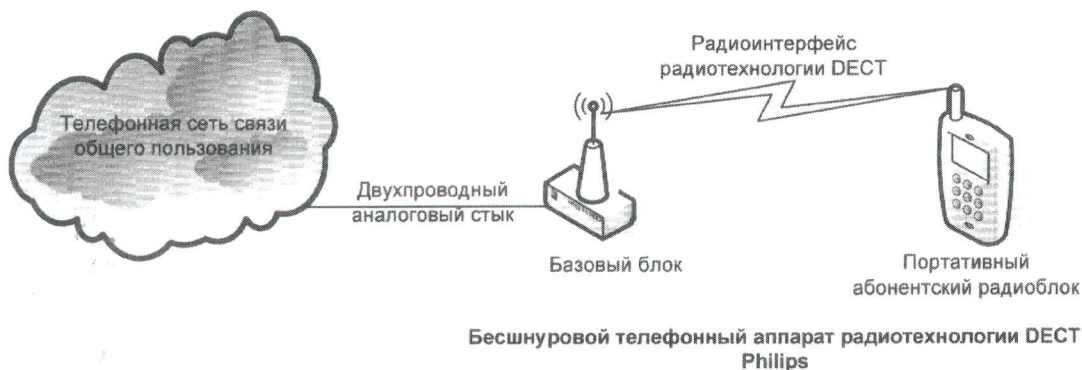 Радиоинтерфейс
радиотехнологии DECT
Телефонная сеть связи
общего пользования
Двухпроводный
аналоговый стык
Базовый блок
Портативный
абонентский радиоблок
Бесшнуровой телефонный аппарат радиотехнологии DECT
Philips